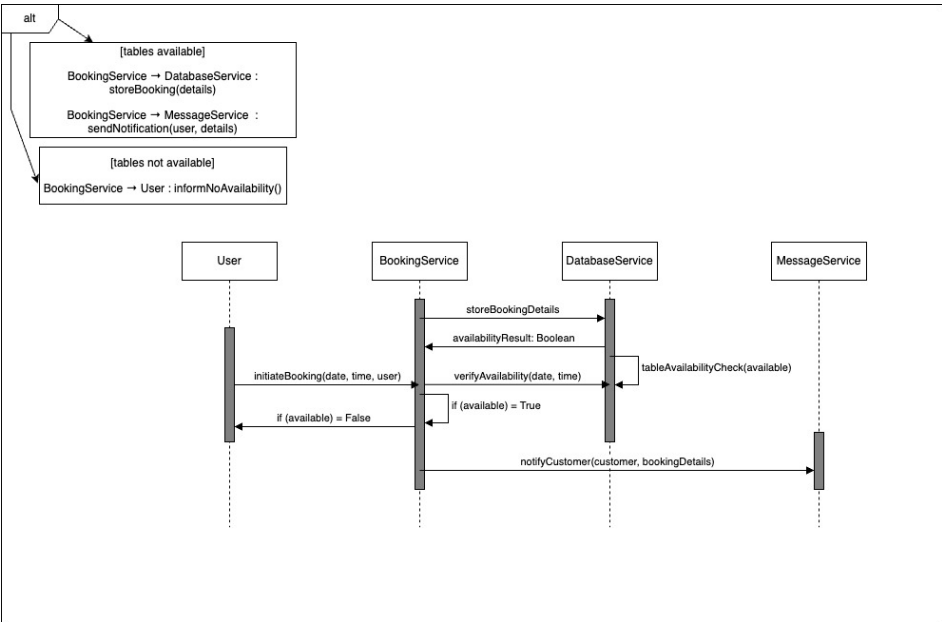 alt
[tables available]
BookingService → DatabaseService :
storeBooking(details)
BookingService → MessageService :
sendNotification(user, details)
[tables not available]
BookingService → User : informNoAvailability()
User
BookingService
DatabaseService
MessageService
storeBookingDetails
availabilityResult: Boolean
tableAvailabilityCheck(available)
initiateBooking(date, time, user)
verifyAvailability(date, time)
if (available) = True
if (available) = False
notifyCustomer(customer, bookingDetails)